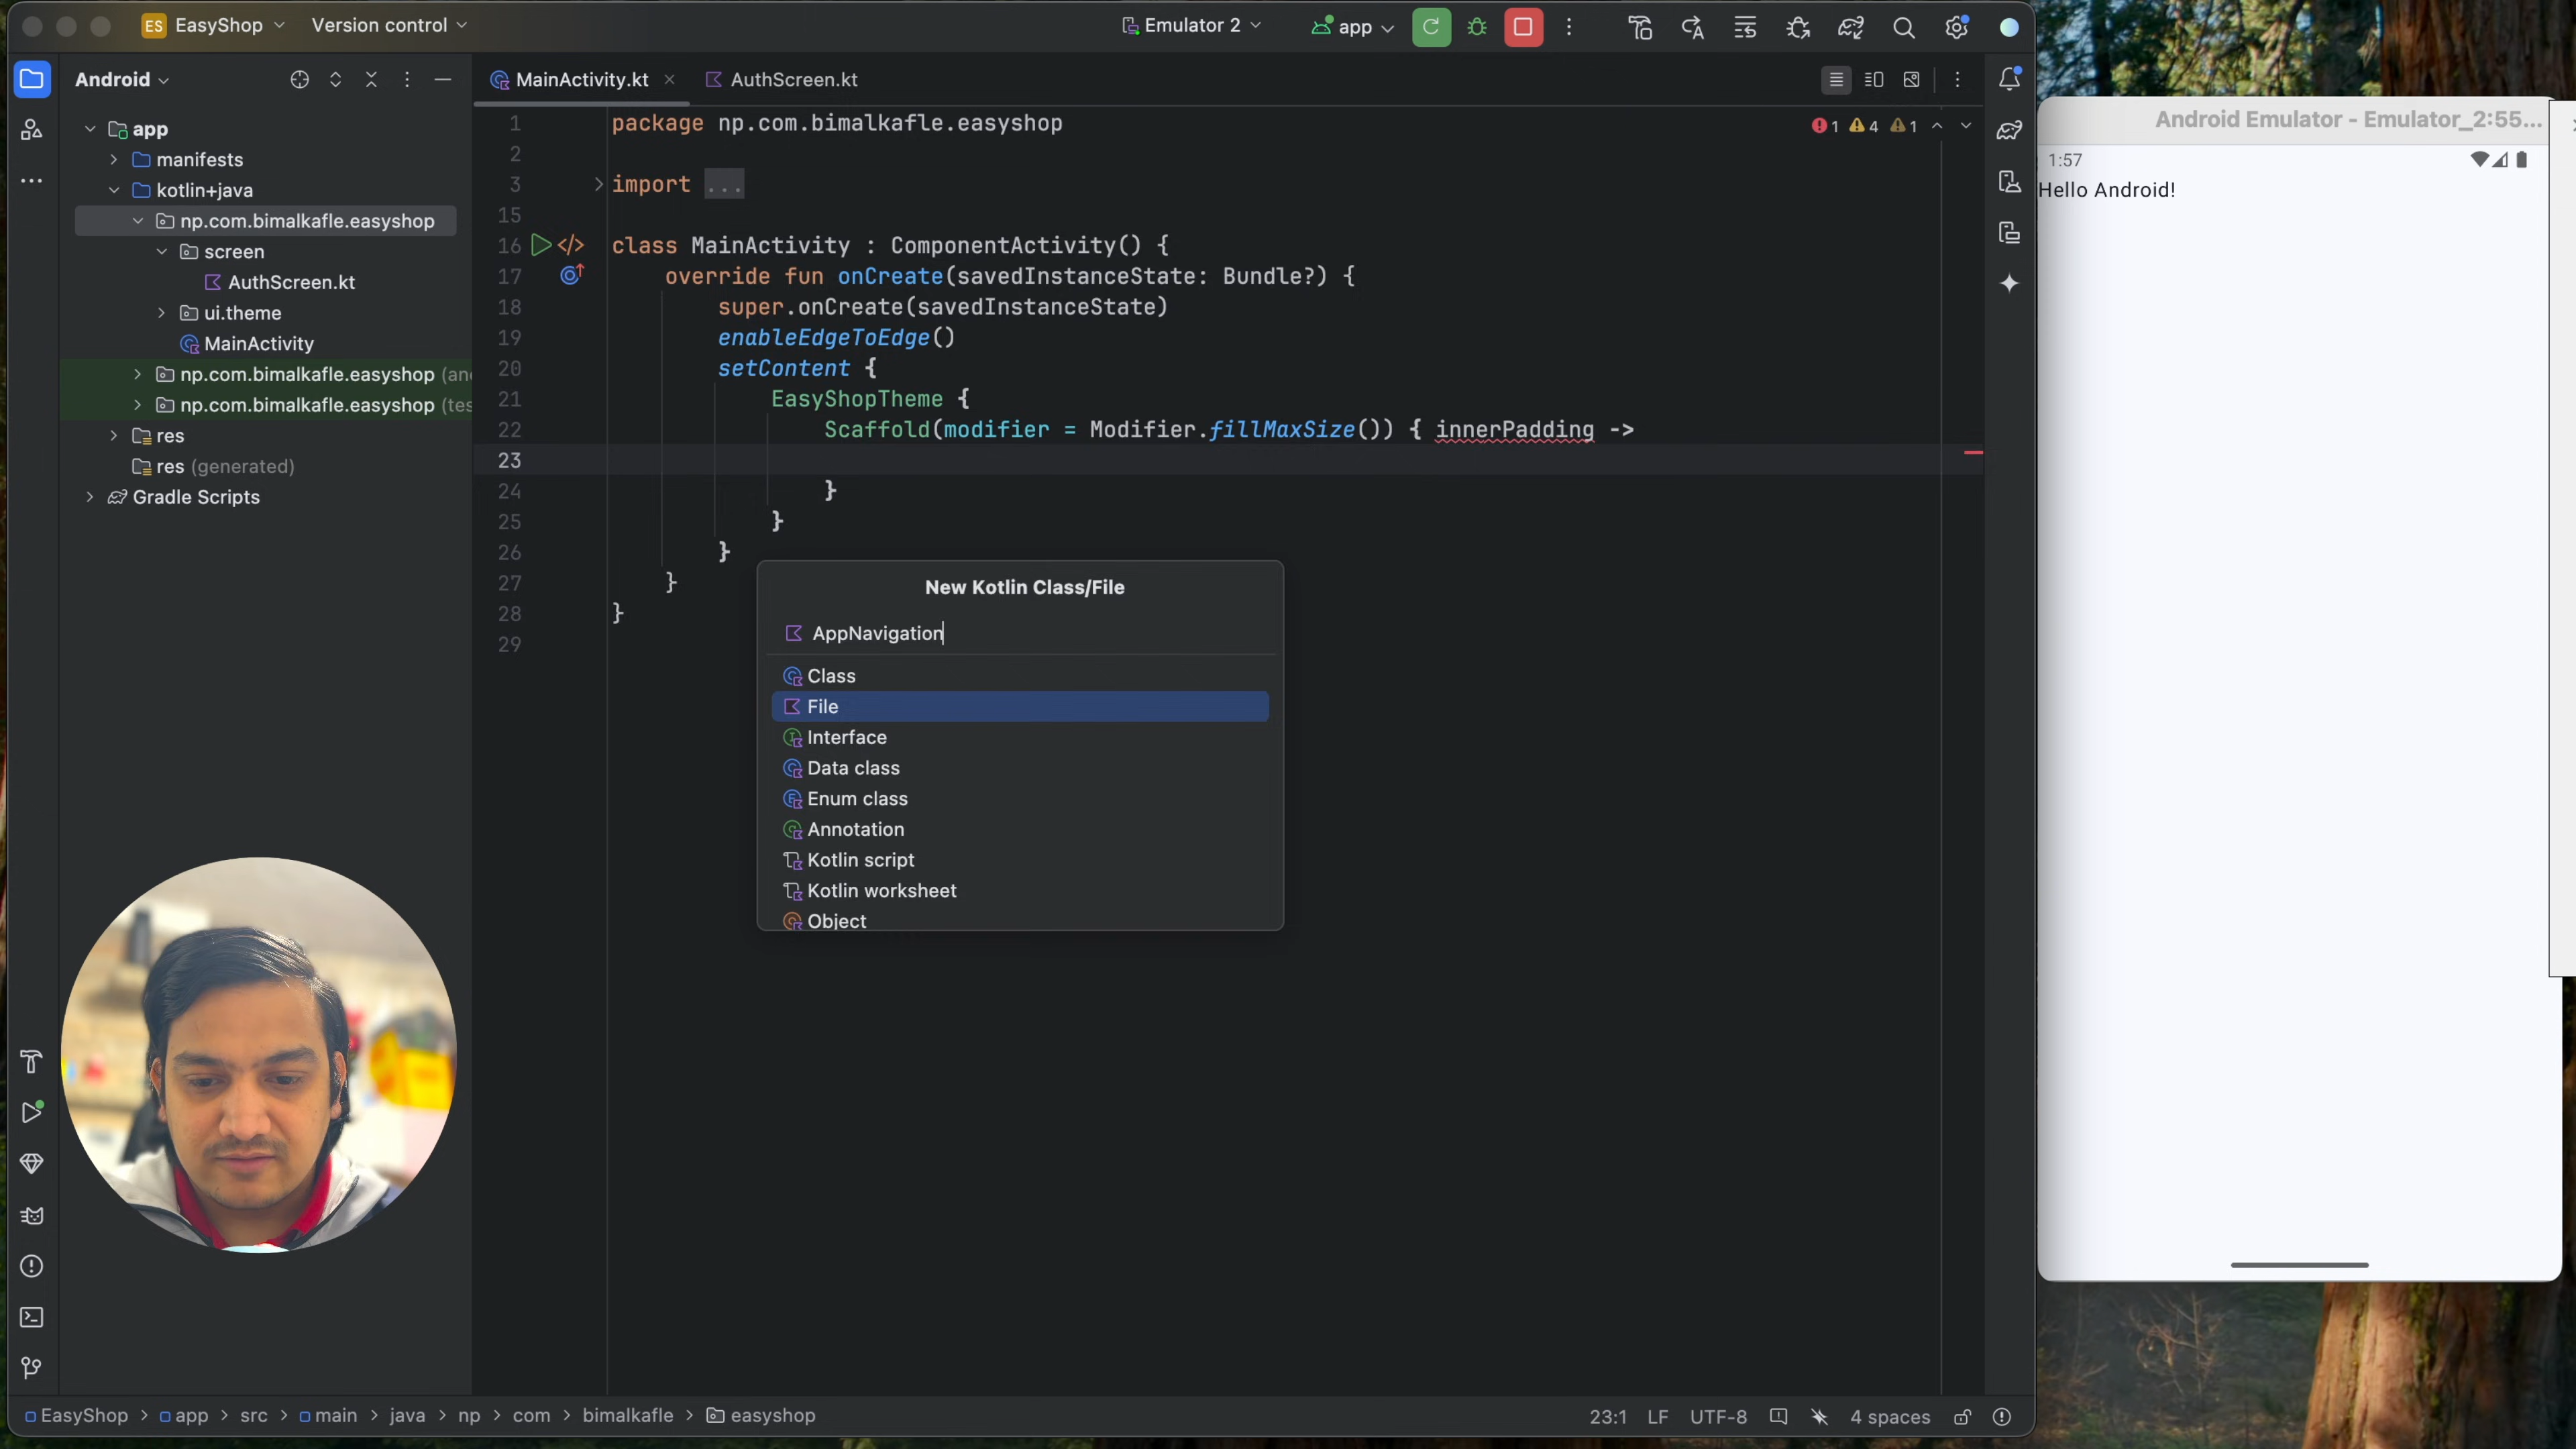 ES EasyShop Version control Emulator 2 app
Android
MainActivity.kt AuthScreen.kt
app
manifests
kotlin+java
np.com.bimalkafle.easyshop
screen
AuthScreen.kt
ui.theme
MainActivity
np.com.bimalkafle.easyshop (and
np.com.bimalkafle.easyshop (tes
res
res (generated)
Gradle Scripts
1 package np.com.bimalkafle.easyshop
1 4 1
2
3 import ...
15
16 class MainActivity : ComponentActivity() {
17 override fun onCreate(savedInstanceState: Bundle?) {
18 super.onCreate(savedInstanceState)
19 enableEdgeToEdge()
20 setContent {
21 EasyShopTheme {
22 Scaffold(modifier = Modifier.fillMaxSize()) { innerPadding ->
23
24 }
25 }
26 }
27 }
28 }
29
New Kotlin Class/File
AppNavigation
Class
File
Interface
Data class
Enum class
Annotation
Kotlin script
Kotlin worksheet
Object
EasyShop > app > src > main > java > np > com > bimalkafle > easyshop
23:1 LF UTF-8 4 spaces
Android Emulator - Emulator_2:55...
1:57
Hello Android!